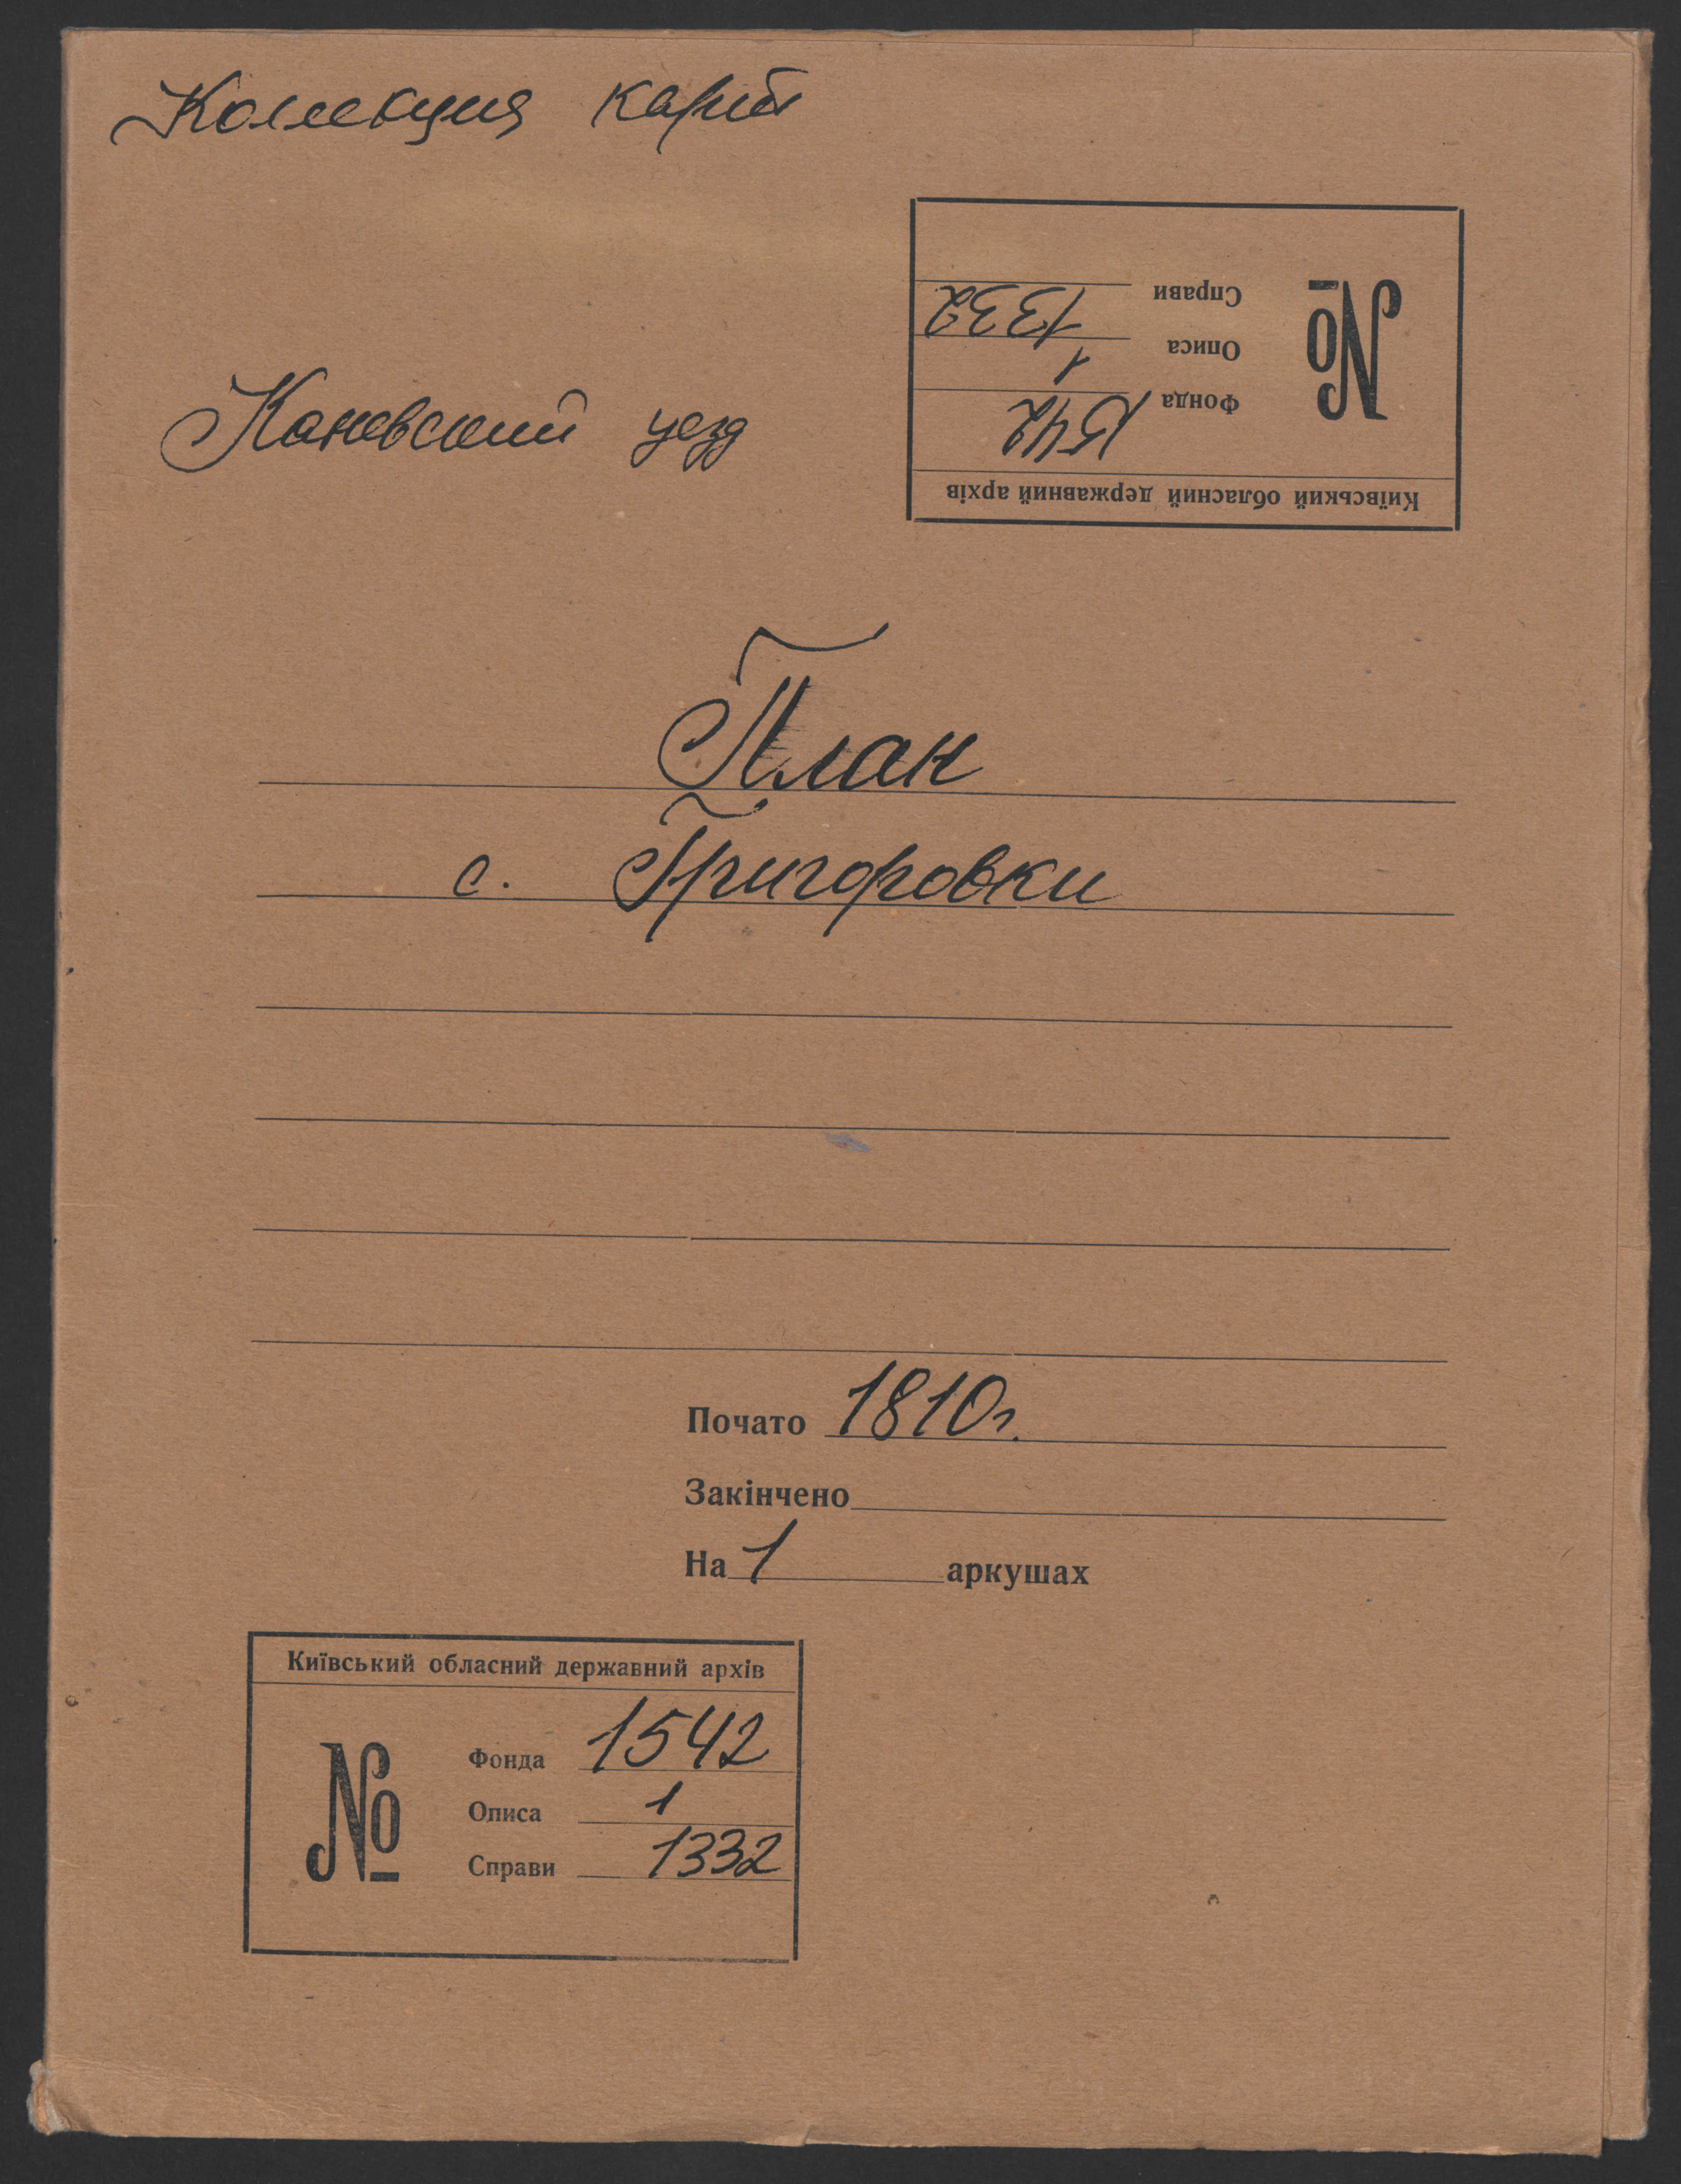 Коллекция карт
Каневский уезд
Київський обласний державний архів
№
Фонда 1542
Описа 1
Справи 1332
План
с. Григоровки
Почато 1810г.
Закінчено
На 1 аркушах
Київський обласний державний архів
№
Фонда 1542
Описа 1
Справи 1332